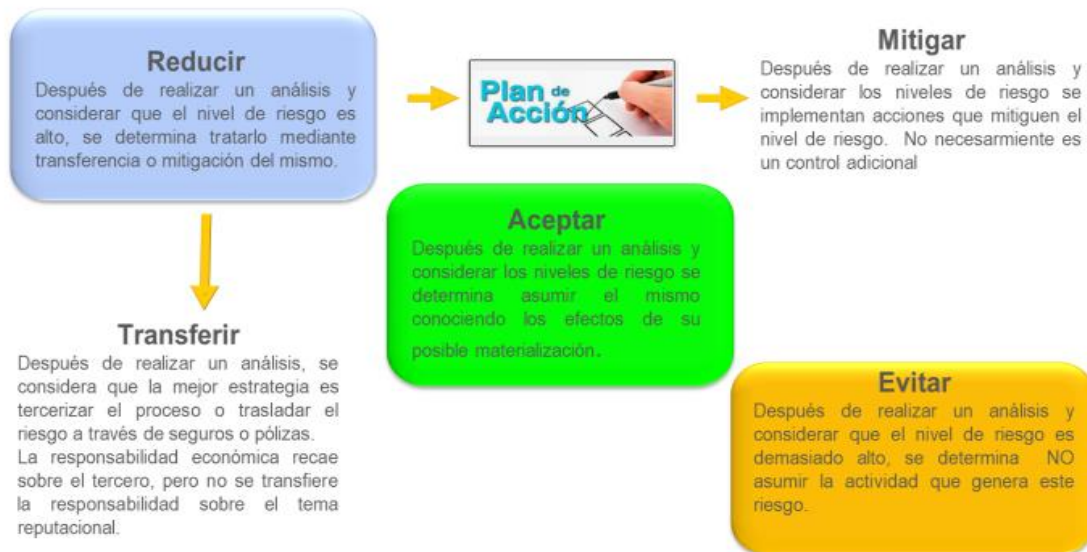 Reducir
Después de realizar un análisis y
considerar que el nivel de riesgo es
alto, se determina tratarlo mediante
transferencia o mitigación del mismo.
Plan de
Acción
Mitigar
Después de realizar un análisis y
considerar los niveles de riesgo se
implementan acciones que mitiguen el
nivel de riesgo. No necesarmiente es
un control adicional
Aceptar
Después de realizar un análisis y
considerar los niveles de riesgo se
determina asumir el mismo
conociendo los efectos de su
posible materialización.
Transferir
Después de realizar un análisis, se
considera que la mejor estrategia es
tercerizar el proceso o trasladar el
riesgo a través de seguros o pólizas.
La responsabilidad económica recae
sobre el tercero, pero no se transfiere
la responsabilidad sobre el tema
reputacional.
Evitar
Después de realizar un análisis y
considerar que el nivel de riesgo es
demasiado alto, se determina NO
asumir la actividad que genera este
riesgo.